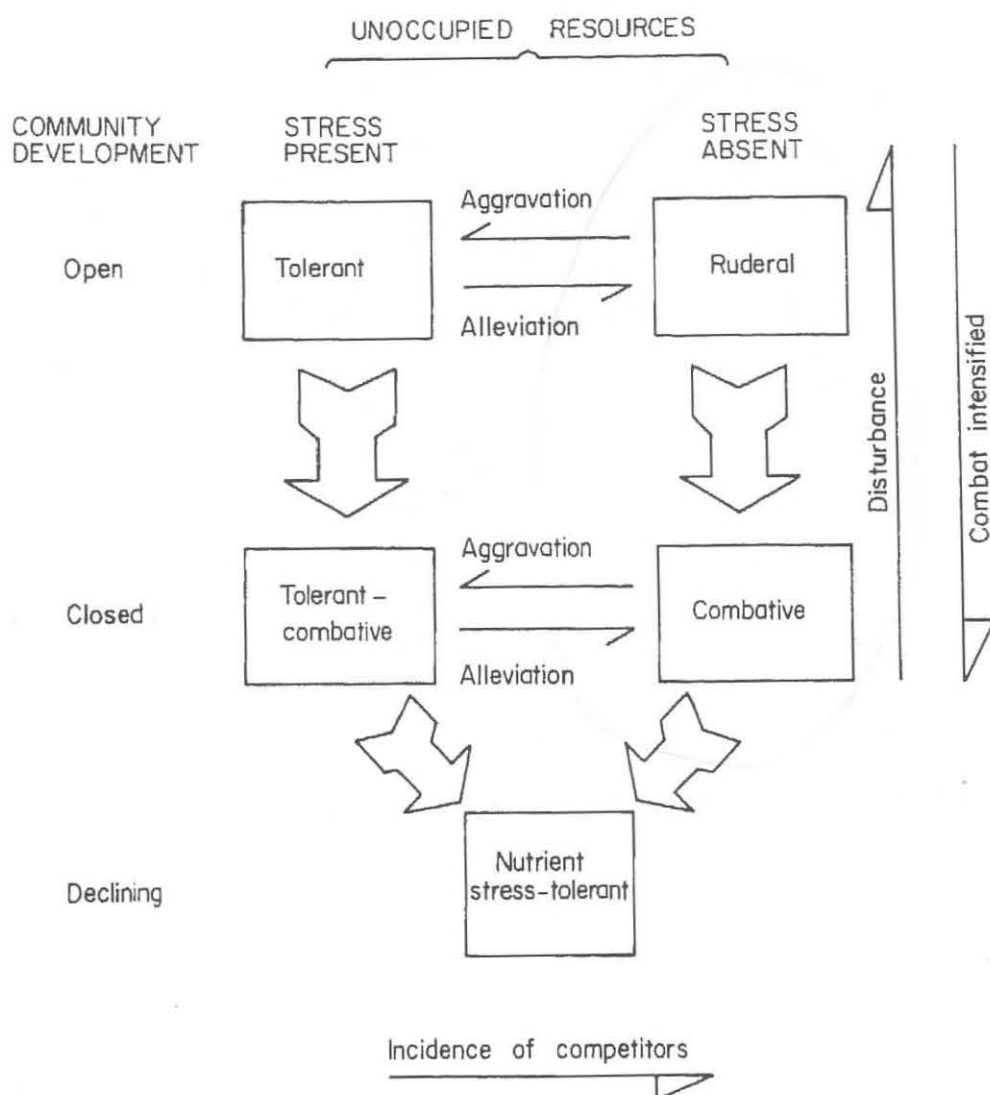 UNOCCUPIED RESOURCES
COMMUNITY
DEVELOPMENT
STRESS
PRESENT
STRESS
ABSENT
Open
Tolerant
Aggravation
Alleviation
Ruderal
Disturbance
Combat intensified
Closed
Tolerant –
combative
Aggravation
Alleviation
Combative
Declining
Nutrient
stress-tolerant
Incidence of competitors